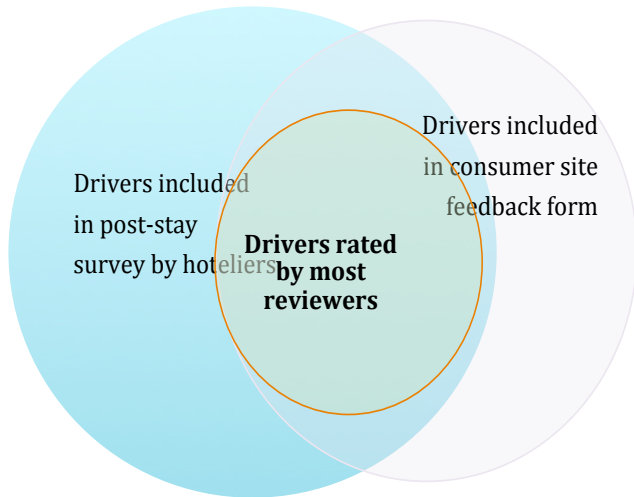 Drivers included
in consumer site
feedback form
Drivers included
in post-stay
survey by hoteliers
Drivers rated
by most
reviewers